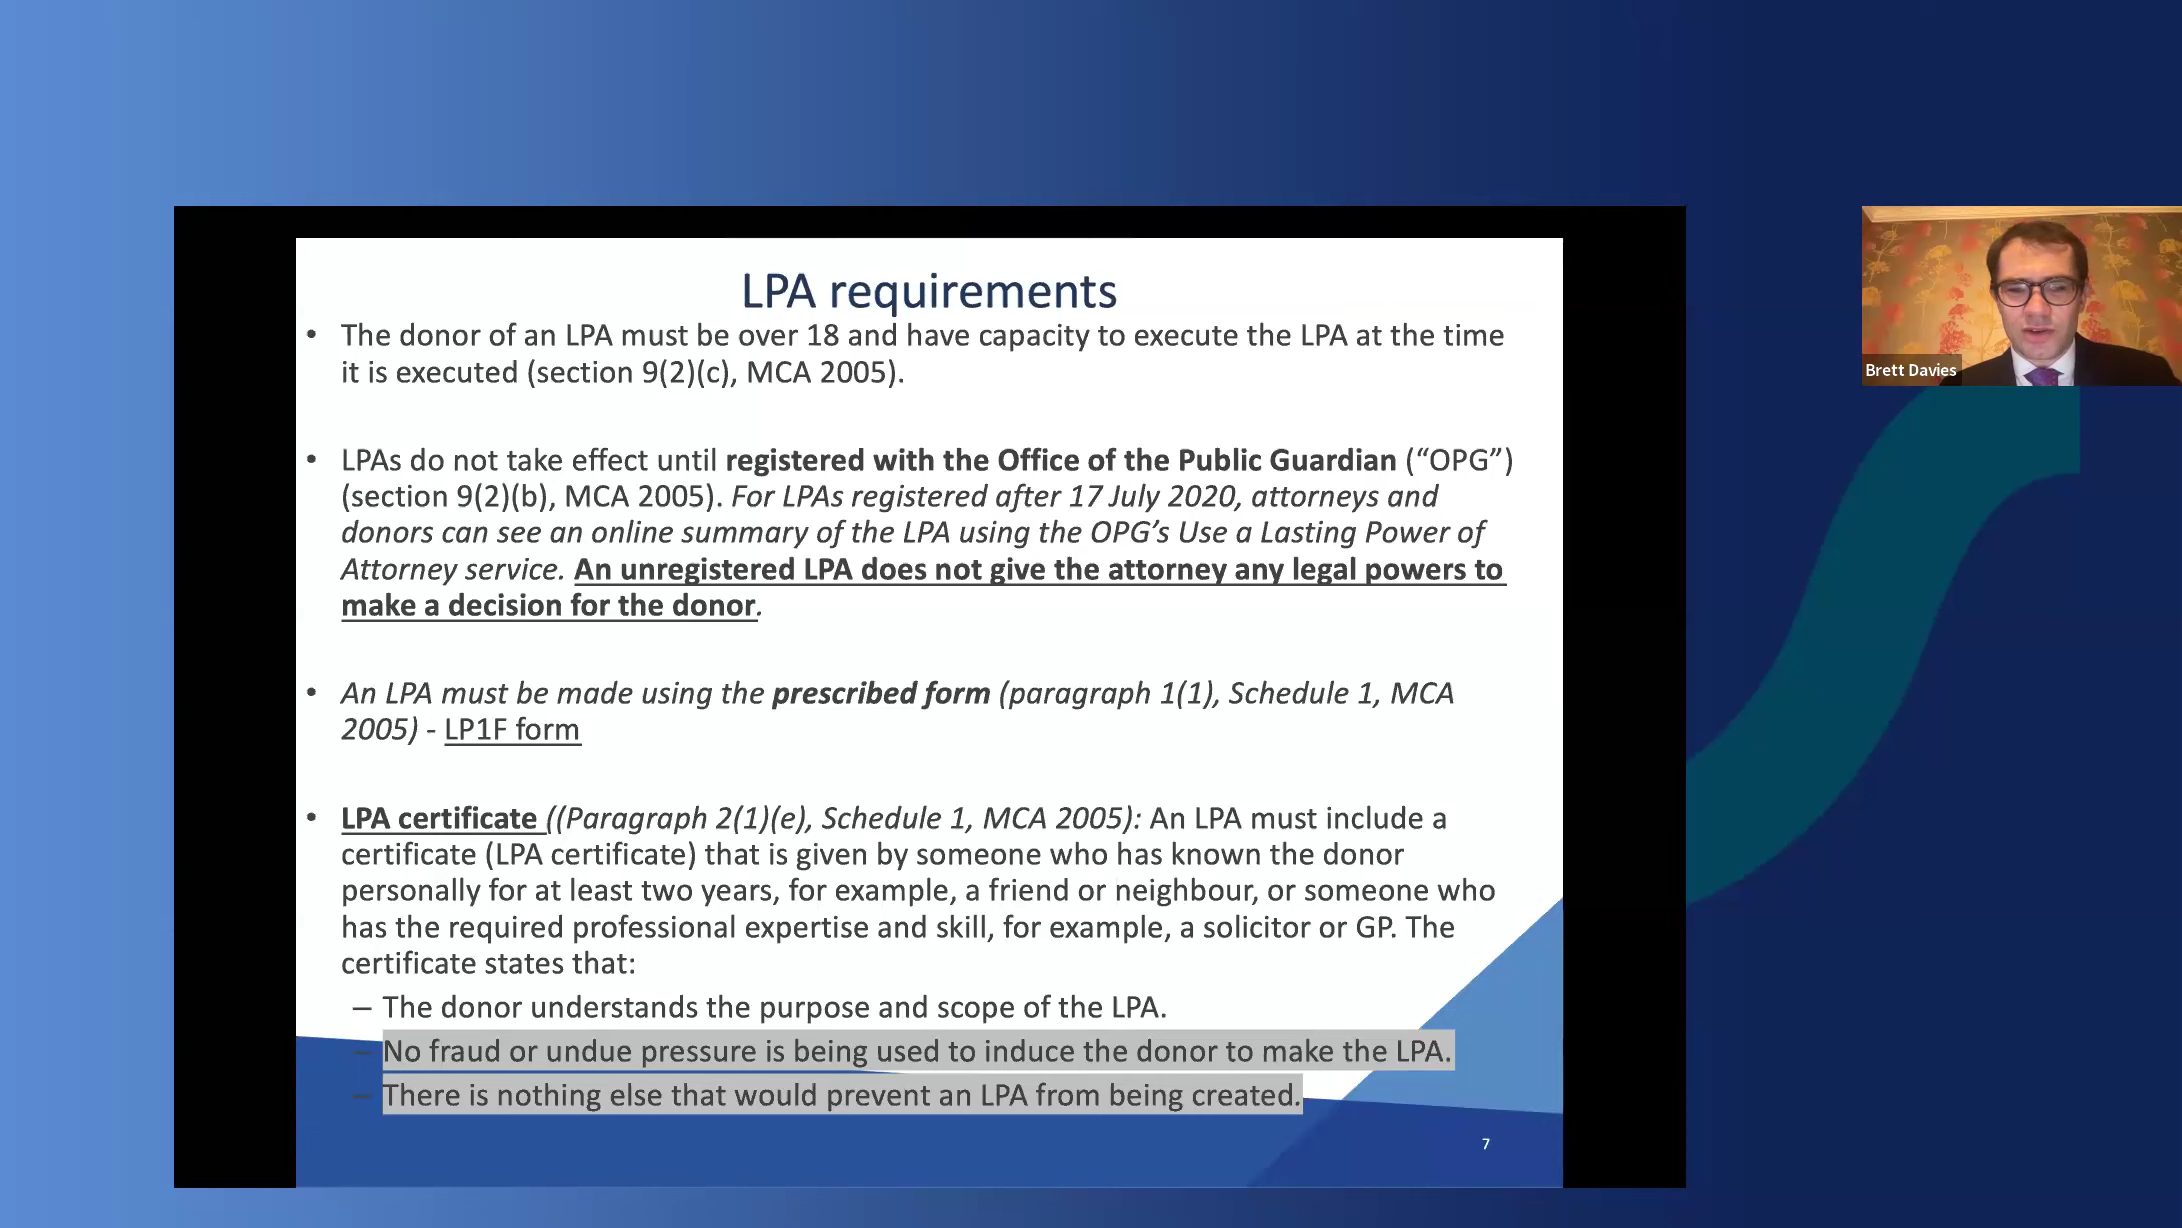 LPA requirements
• The donor of an LPA must be over 18 and have capacity to execute the LPA at the time
it is executed (section 9(2)(c), MCA 2005).
• LPAs do not take effect until registered with the Office of the Public Guardian (“OPG”)
(section 9(2)(b), MCA 2005). For LPAs registered after 17 July 2020, attorneys and
donors can see an online summary of the LPA using the OPG’s Use a Lasting Power of
Attorney service. An unregistered LPA does not give the attorney any legal powers to
make a decision for the donor.
• An LPA must be made using the prescribed form (paragraph 1(1), Schedule 1, MCA
2005) - LP1F form
• LPA certificate ((Paragraph 2(1)(e), Schedule 1, MCA 2005): An LPA must include a
certificate (LPA certificate) that is given by someone who has known the donor
personally for at least two years, for example, a friend or neighbour, or someone who
has the required professional expertise and skill, for example, a solicitor or GP. The
certificate states that:
– The donor understands the purpose and scope of the LPA.
– No fraud or undue pressure is being used to induce the donor to make the LPA.
– There is nothing else that would prevent an LPA from being created.
7
Brett Davies